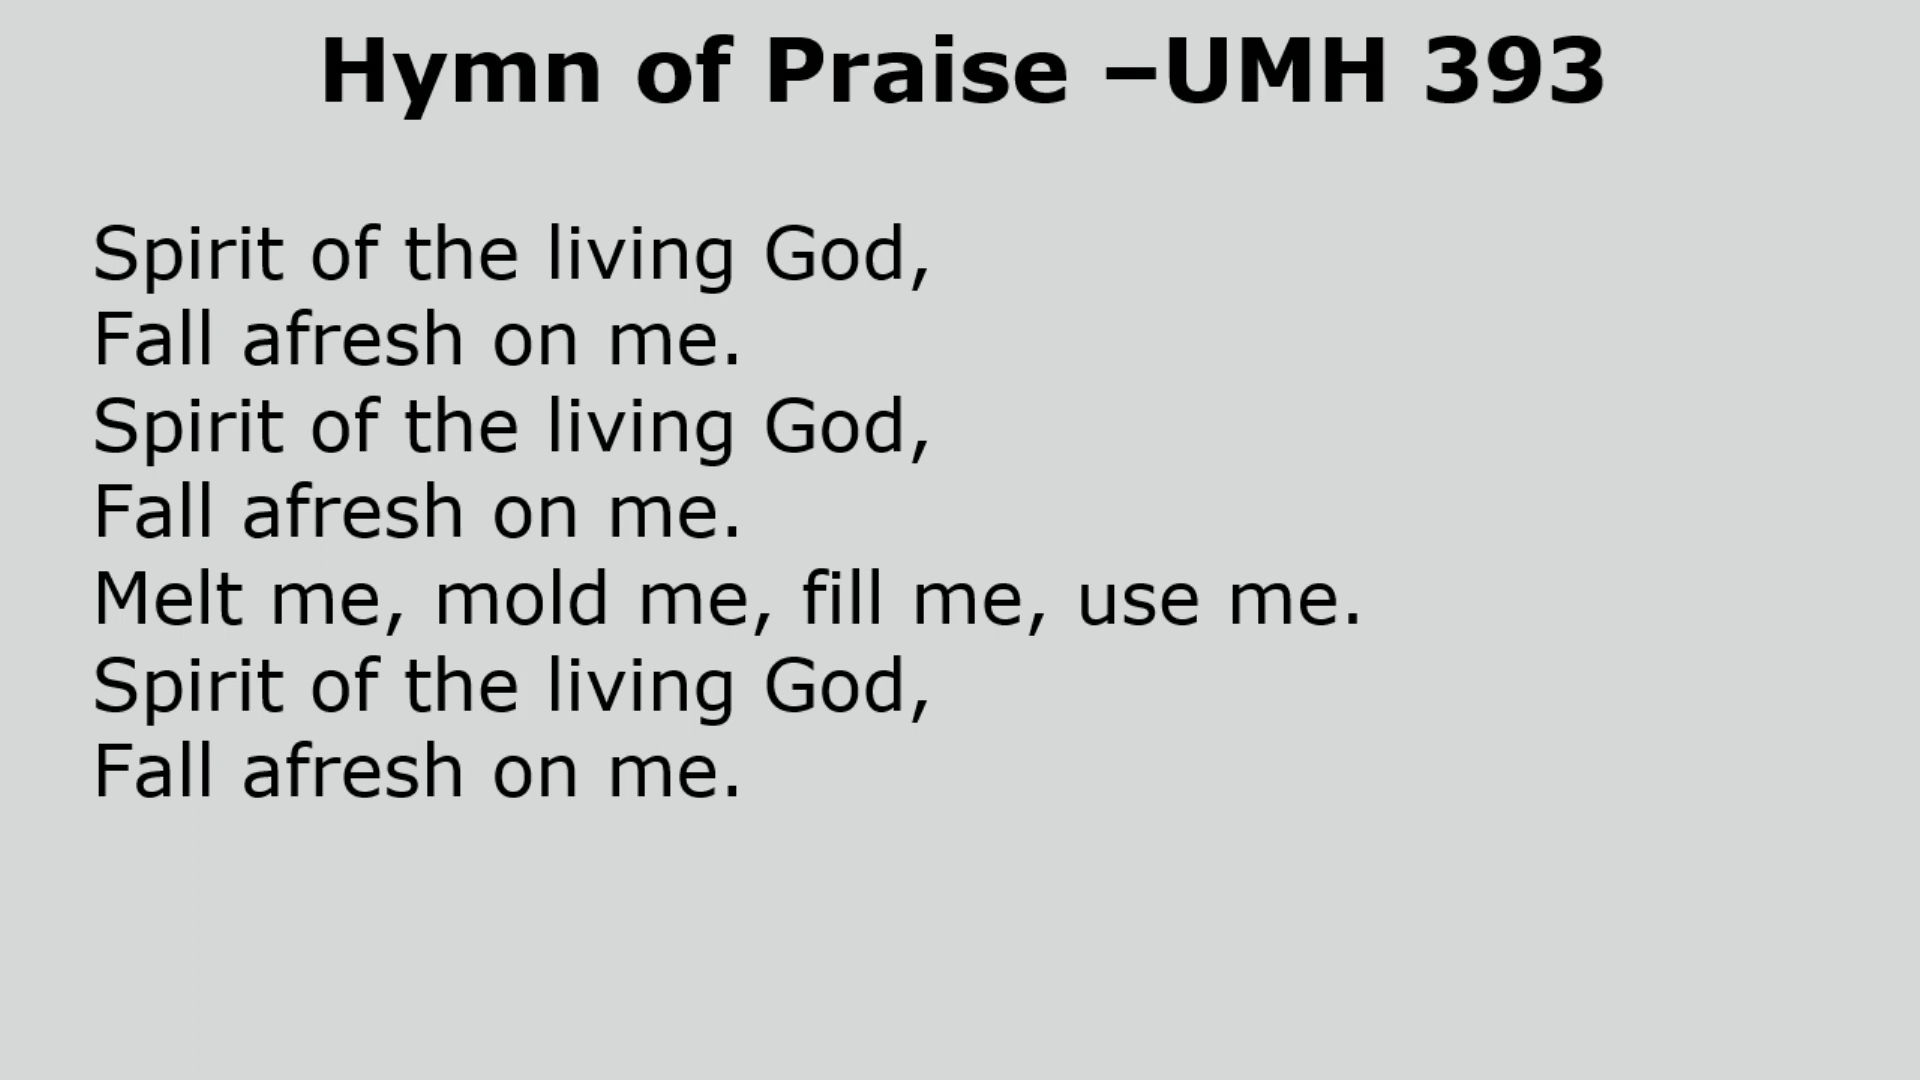 Hymn of Praise –UMH 393
Spirit of the living God,
Fall afresh on me.
Spirit of the living God,
Fall afresh on me.
Melt me, mold me, fill me, use me.
Spirit of the living God,
Fall afresh on me.